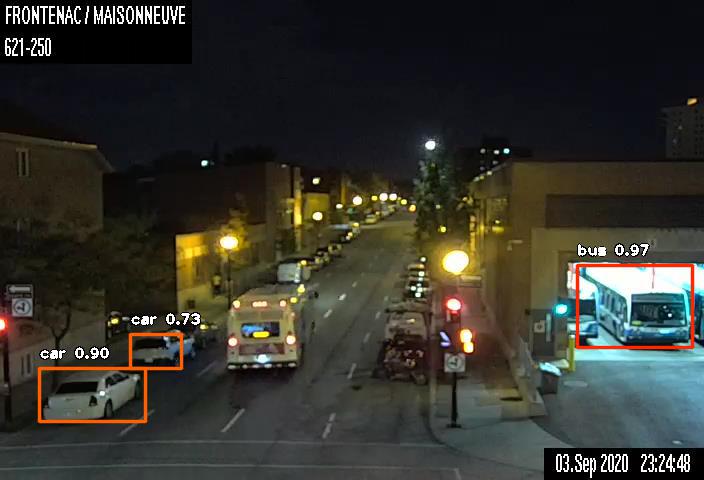 FRONTENAC / MAISONNEUVE
621-250
bus 0.97
car 0.73
car 0.90
03.Sep 2020 23:24:48